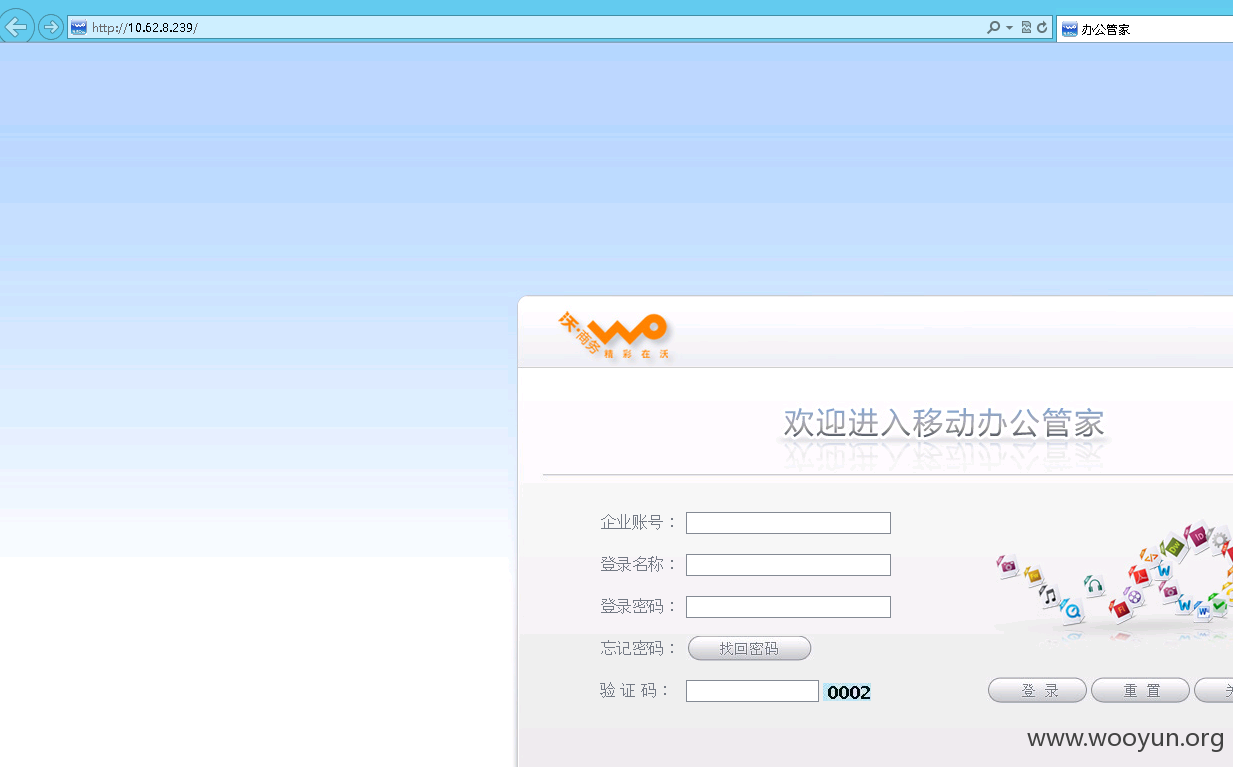 http://10.62.8.239/
办公管家
沃·商务
精彩在沃
欢迎进入移动办公管家
企业账号：
登录名称：
登录密码：
忘记密码： 找回密码
验 证 码： 0002
登 录 重 置
www.wooyun.org